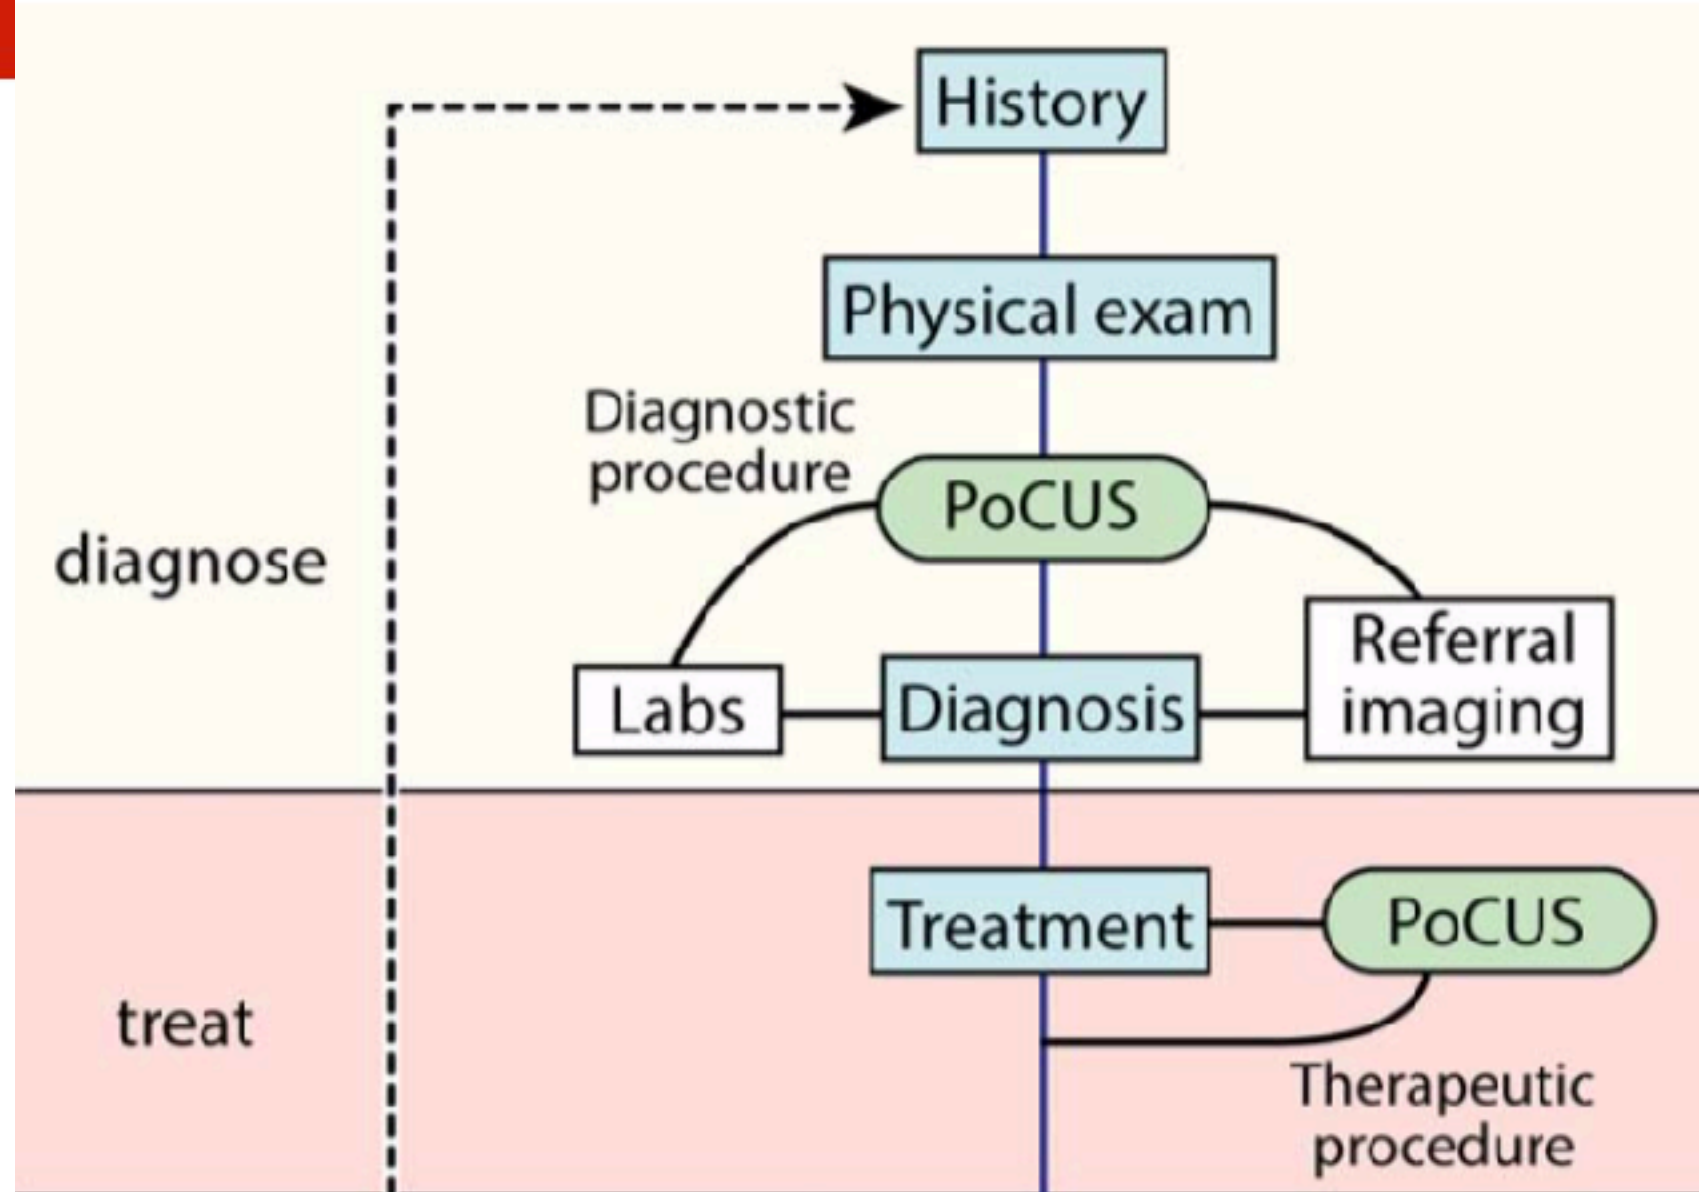 History
Physical exam
Diagnostic
procedure
PoCUS
diagnose
Referral
imaging
Labs
Diagnosis
Treatment
PoCUS
treat
Therapeutic
procedure